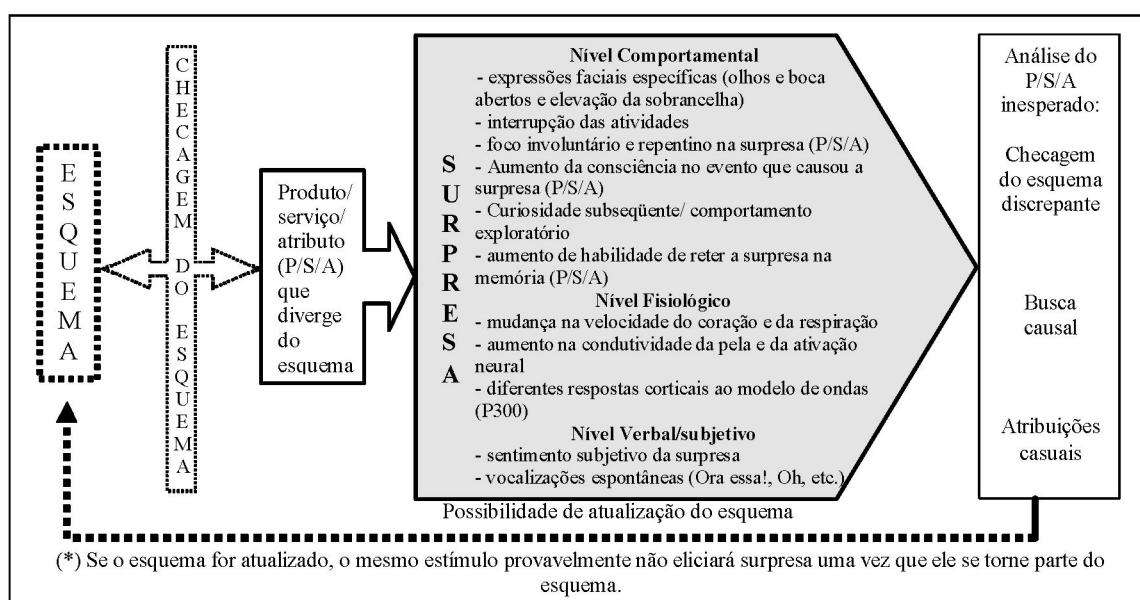 ESQUEMA
CHECAGEM DO ESQUEMA
Produto/
serviço/
atributo
(P/S/A)
que
diverge
do
esquema
SURPRESA
Nível Comportamental
- expressões faciais específicas (olhos e boca
abertos e elevação da sobrancelha)
- interrupção das atividades
- foco involuntário e repentino na surpresa (P/S/A)
- Aumento da consciência no evento que causou a
surpresa (P/S/A)
- Curiosidade subseqüente/ comportamento
exploratório
- aumento de habilidade de reter a surpresa na
memória (P/S/A)
Nível Fisiológico
- mudança na velocidade do coração e da respiração
- aumento na condutividade da pela e da ativação
neural
- diferentes respostas corticais ao modelo de ondas
(P300)
Nível Verbal/subjetivo
- sentimento subjetivo da surpresa
- vocalizações espontâneas (Ora essa!, Oh, etc.)
Análise do
P/S/A
inesperado:
Checagem
do esquema
discrepante
Busca
causal
Atribuições
casuais
Possibilidade de atualização do esquema
(*) Se o esquema for atualizado, o mesmo estímulo provavelmente não eliciará surpresa uma vez que ele se torne parte do
esquema.